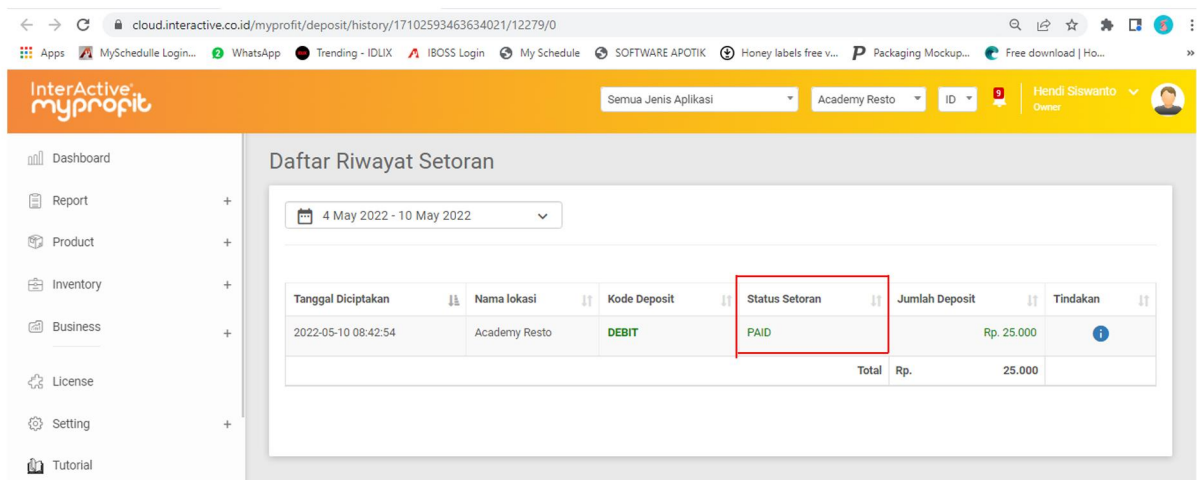 cloud.interactive.co.id/myprofit/deposit/history/17102593463634021/12279/0
Apps MySchedulle Login... WhatsApp Trending - IDLIX IBOSS Login My Schedule SOFTWARE APOTIK Honey labels free v... Packaging Mockup... Free download | Ho... »
InterActive
myprofit
Semua Jenis Aplikasi Academy Resto ID 9 Hendi Siswanto
Owner
Dashboard
Report +
Product +
Inventory +
Business +
License
Setting +
Tutorial
Daftar Riwayat Setoran
4 May 2022 - 10 May 2022
Tanggal Diciptakan Nama lokasi Kode Deposit Status Setoran Jumlah Deposit Tindakan
2022-05-10 08:42:54 Academy Resto DEBIT PAID Rp. 25.000
Total Rp. 25.000